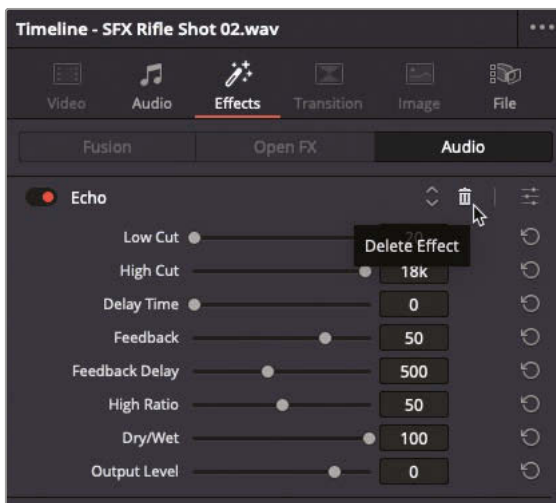 Timeline - SFX Rifle Shot 02.wav
Video Audio Effects Transition Image File
Fusion Open FX Audio
Echo
Delete Effect
Low Cut 20
High Cut 18k
Delay Time 0
Feedback 50
Feedback Delay 500
High Ratio 50
Dry/Wet 100
Output Level 0